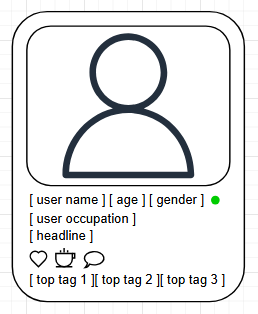 [ user name ] [ age ] [ gender ]
[ user occupation ]
[ headline ]
[ top tag 1 ][ top tag 2 ][ top tag 3 ]